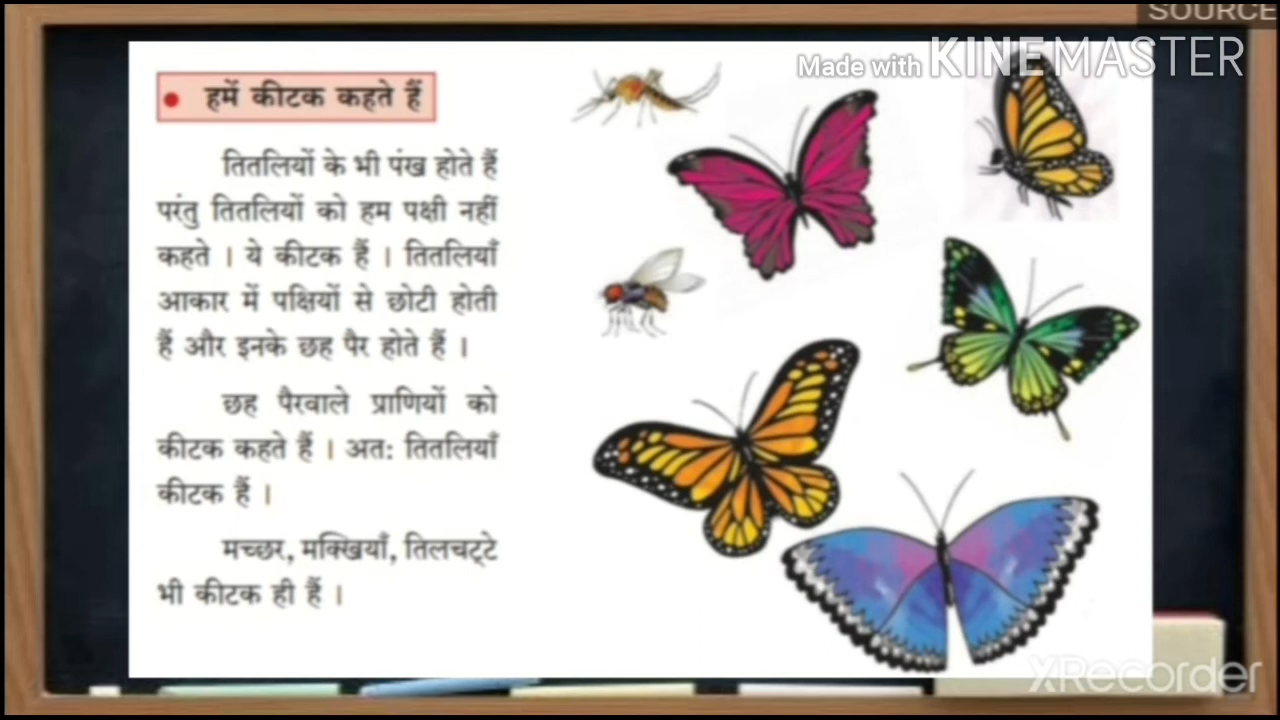 SOURCE
Made with KINEMASTER
• हमें कीटक कहते हैं
तितलियों के भी पंख होते हैं
परंतु तितलियों को हम पक्षी नहीं
कहते । ये कीटक हैं । तितलियाँ
आकार में पक्षियों से छोटी होती
हैं और इनके छह पैर होते हैं ।
छह पैरवाले प्राणियों को
कीटक कहते हैं । अतः तितलियाँ
कीटक हैं ।
मच्छर, मक्खियाँ, तिलचट्टे
भी कीटक ही हैं ।
XRecorder